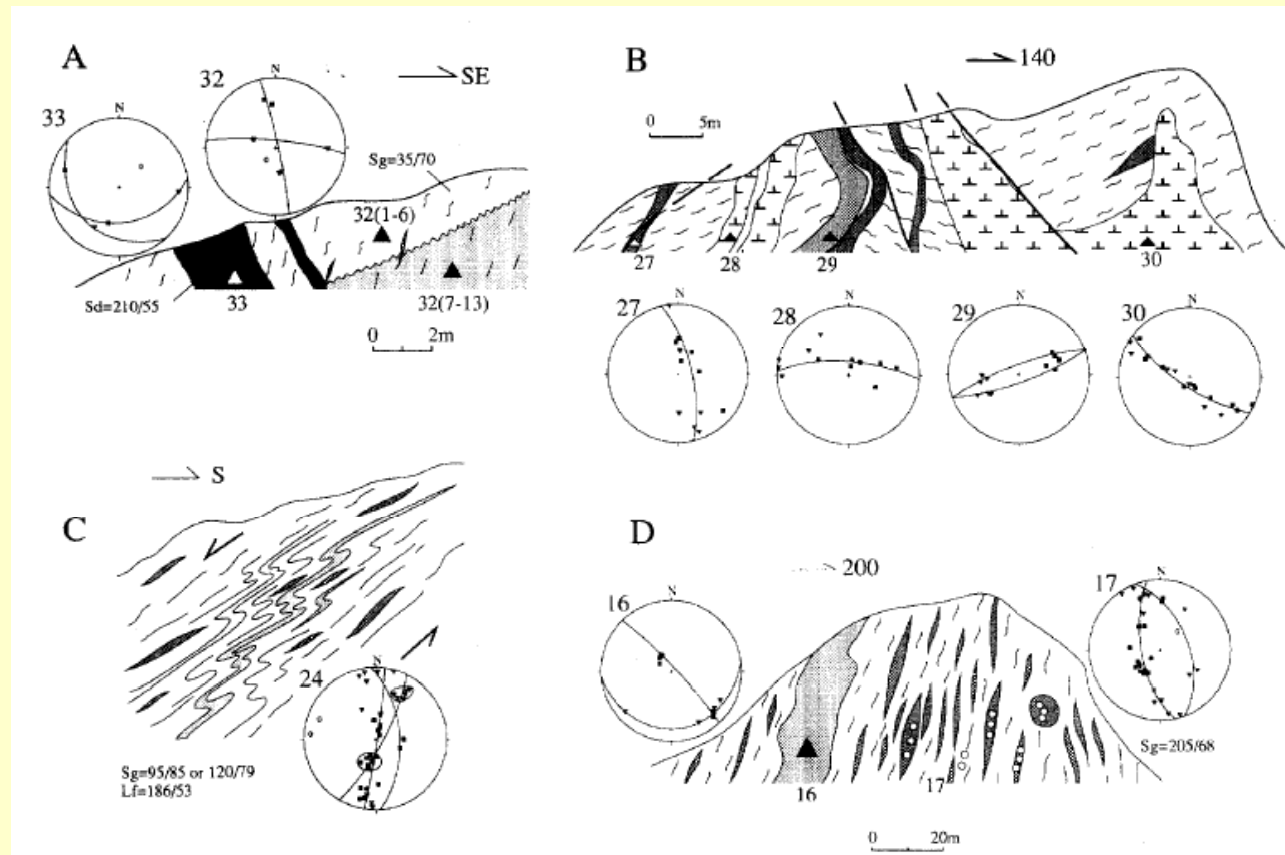 A
SE
32
N
33
N
Sg=35/70
32(1-6)
Sd=210/55
33
32(7-13)
0 2m
B
140
0 5m
27 28 29 30
27
N
28
N
29
N
30
N
S
C
24
N
Sg=95/85 or 120/79
Lf=186/53
D
200
16
N
17
N
Sg=205/68
16
17
0 20m